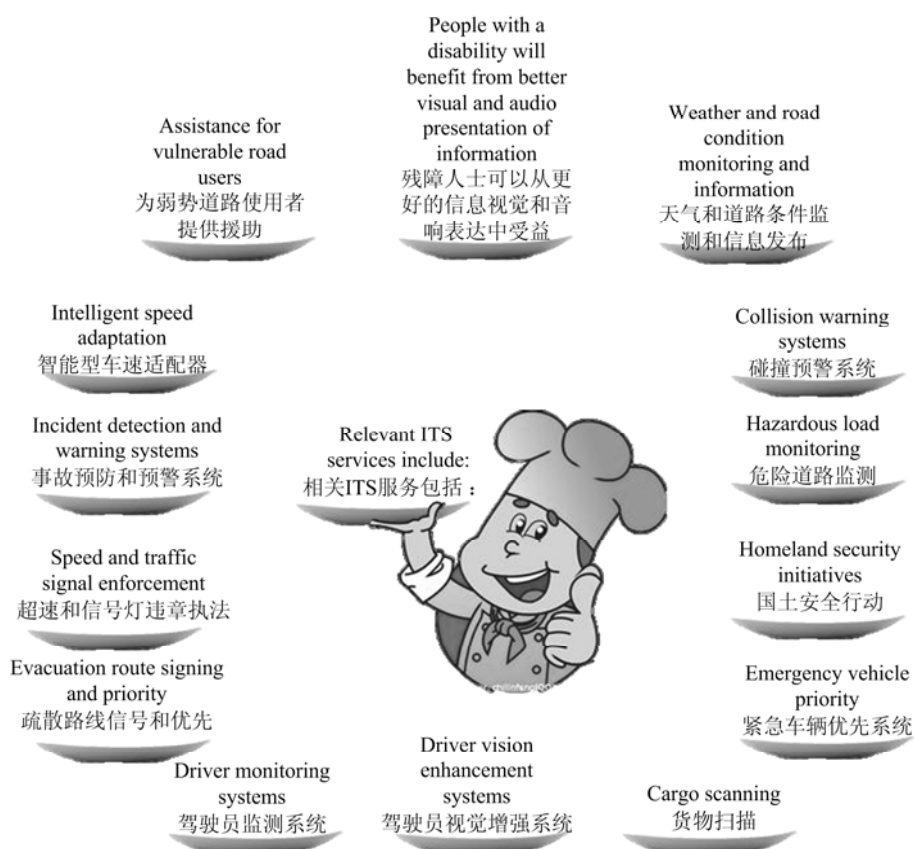 People with a
disability will
benefit from better
visual and audio
presentation of
information
残障人士可以从更
好的信息视觉和音
响表达中受益
Assistance for
vulnerable road
users
为弱势道路使用者
提供援助
Weather and road
condition
monitoring and
information
天气和道路条件监
测和信息发布
Intelligent speed
adaptation
智能型车速适配器
Collision warning
systems
碰撞预警系统
Incident detection and
warning systems
事故预防和预警系统
Relevant ITS
services include:
相关ITS服务包括：
Hazardous load
monitoring
危险道路监测
Speed and traffic
signal enforcement
超速和信号灯违章执法
Homeland security
initiatives
国土安全行动
Evacuation route signing
and priority
疏散路线信号和优先
Emergency vehicle
priority
紧急车辆优先系统
Driver monitoring
systems
驾驶员监测系统
Driver vision
enhancement
systems
驾驶员视觉增强系统
Cargo scanning
货物扫描